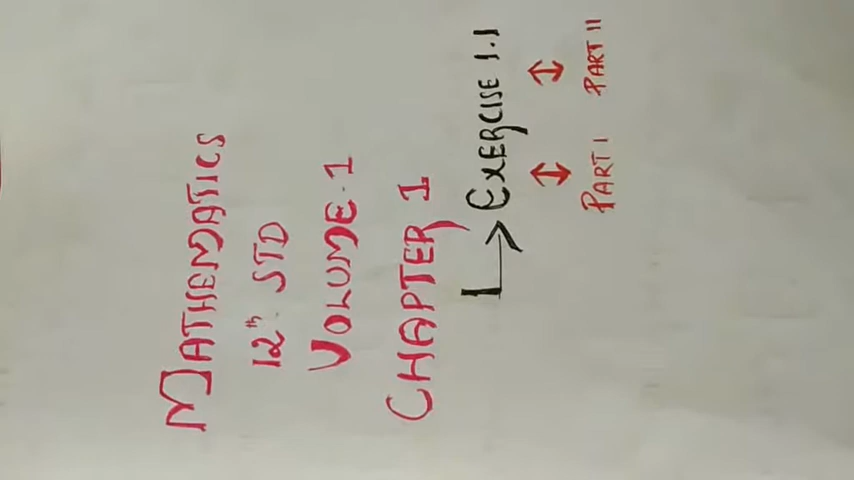 MATHEMATICS
12th STD
VOLUME.1
CHAPTER 1
EXERCISE 1.1
PART I PART II